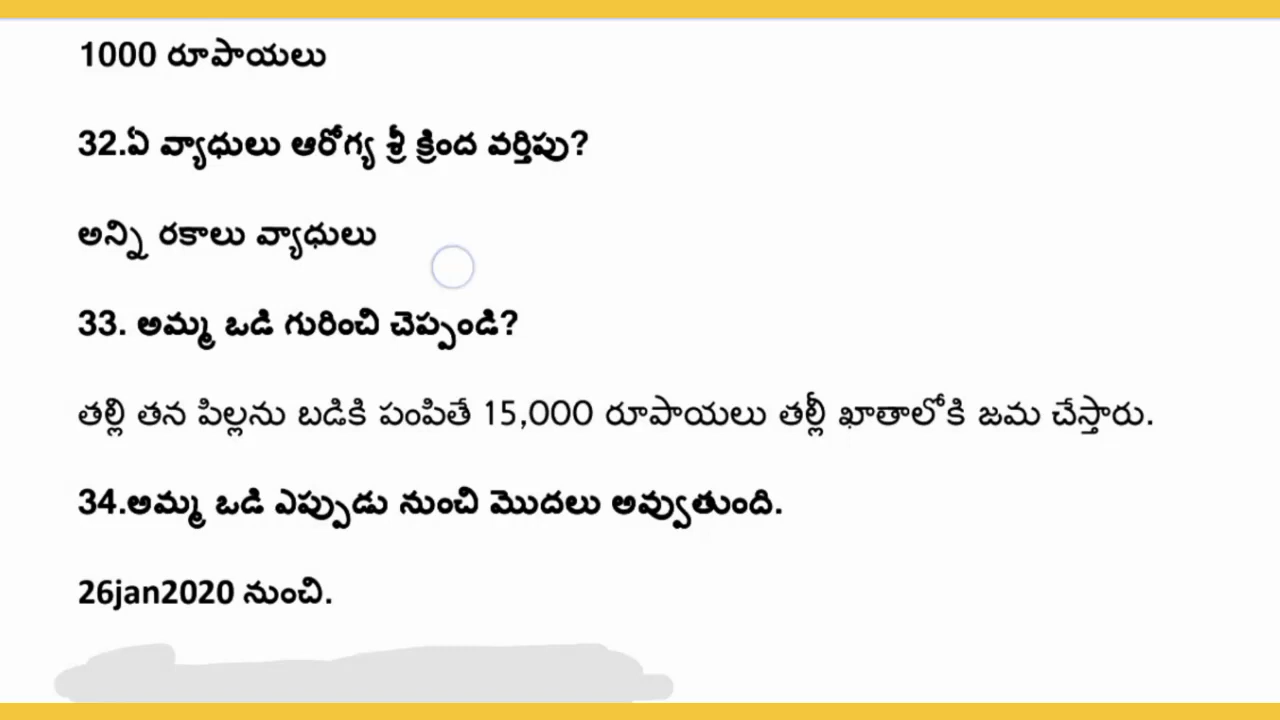 1000 రూపాయలు
32.ఏ వ్యాధులు ఆరోగ్య శ్రీ క్రింద వర్తిపు?
అన్ని రకాలు వ్యాధులు
33. అమ్మ ఒడి గురించి చెప్పండి?
తల్లి తన పిల్లను బడికి పంపితే 15,000 రూపాయలు తల్లీ ఖాతాలోకి జమ చేస్తారు.
34.అమ్మ ఒడి ఎప్పుడు నుంచి మొదలు అవ్వుతుంది.
26jan2020 నుంచి.